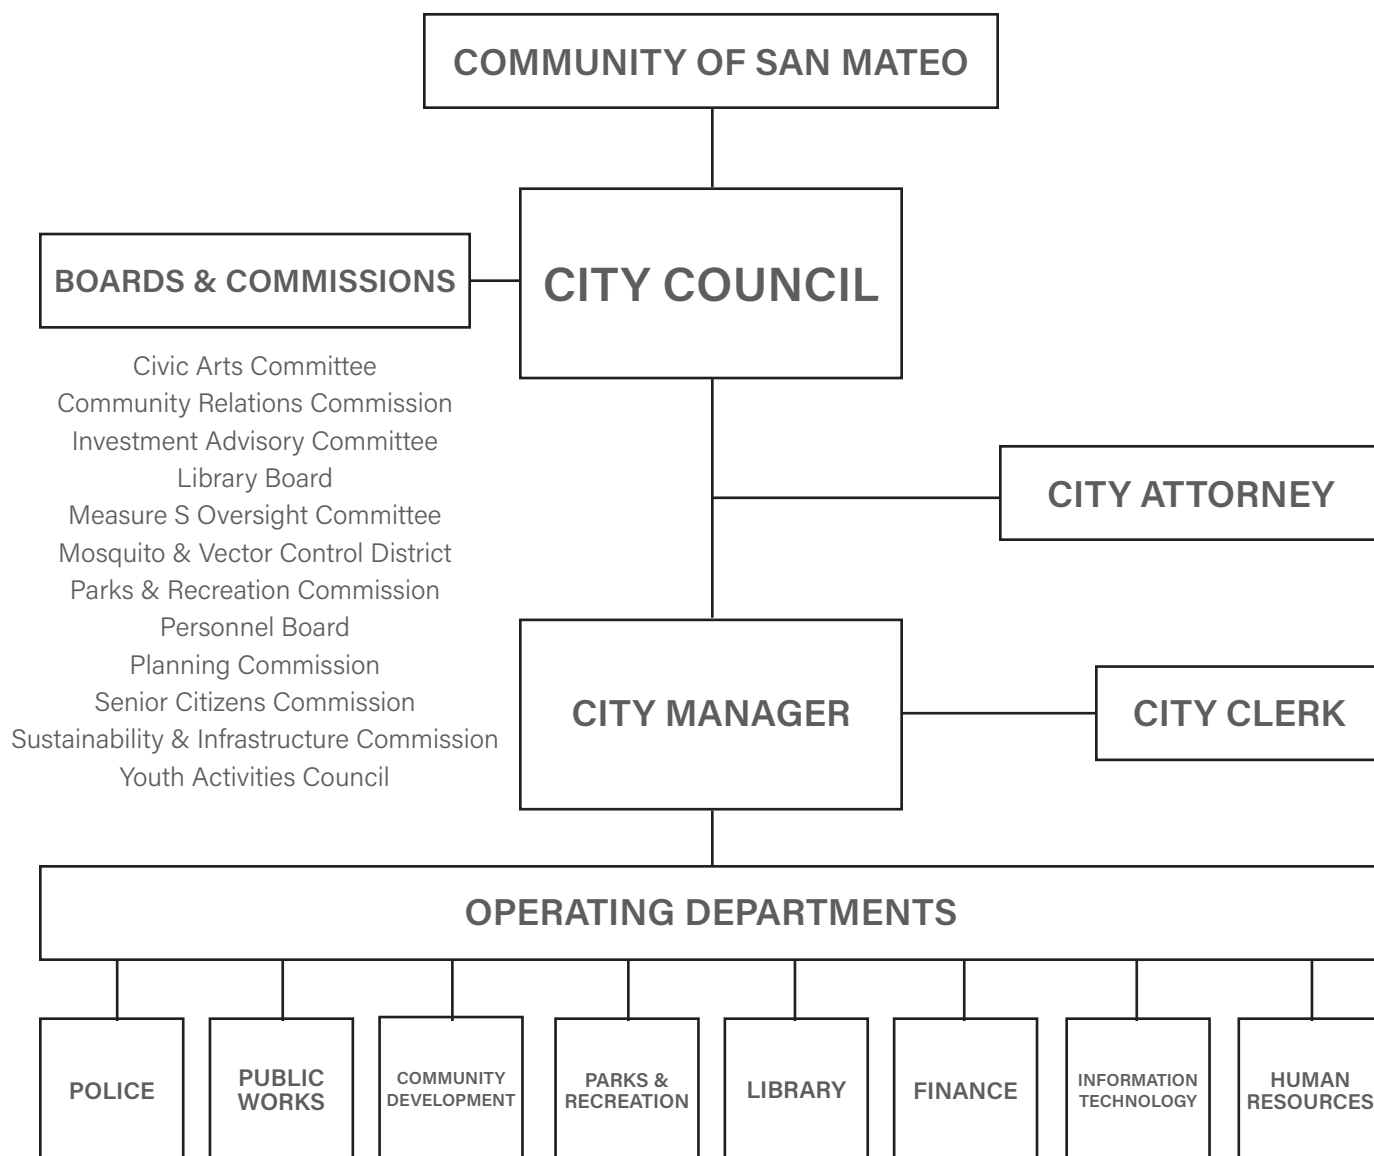 COMMUNITY OF SAN MATEO
CITY COUNCIL
BOARDS & COMMISSIONS
Civic Arts Committee
Community Relations Commission
Investment Advisory Committee
Library Board
Measure S Oversight Committee
Mosquito & Vector Control District
Parks & Recreation Commission
Personnel Board
Planning Commission
Senior Citizens Commission
Sustainability & Infrastructure Commission
Youth Activities Council
CITY ATTORNEY
CITY MANAGER
CITY CLERK
OPERATING DEPARTMENTS
POLICE
PUBLIC
WORKS
COMMUNITY
DEVELOPMENT
PARKS &
RECREATION
LIBRARY
FINANCE
INFORMATION
TECHNOLOGY
HUMAN
RESOURCES